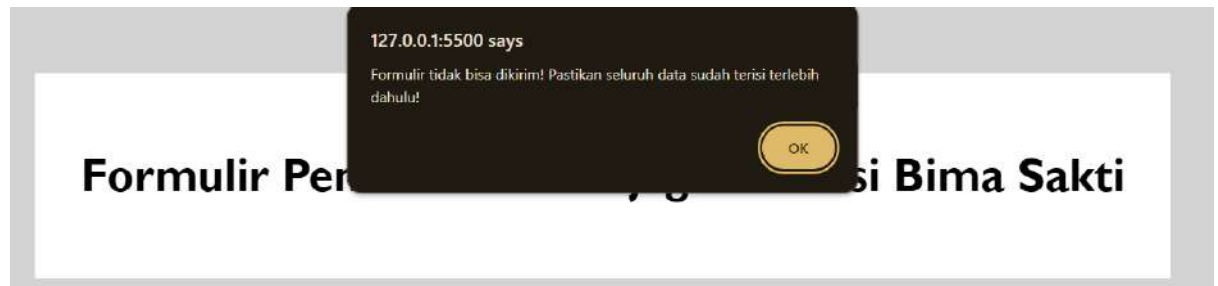 127.0.0.1:5500 says
Formulir tidak bisa dikirim! Pastikan seluruh data sudah terisi terlebih
dahulu!
OK
Formulir si Bima Sakti